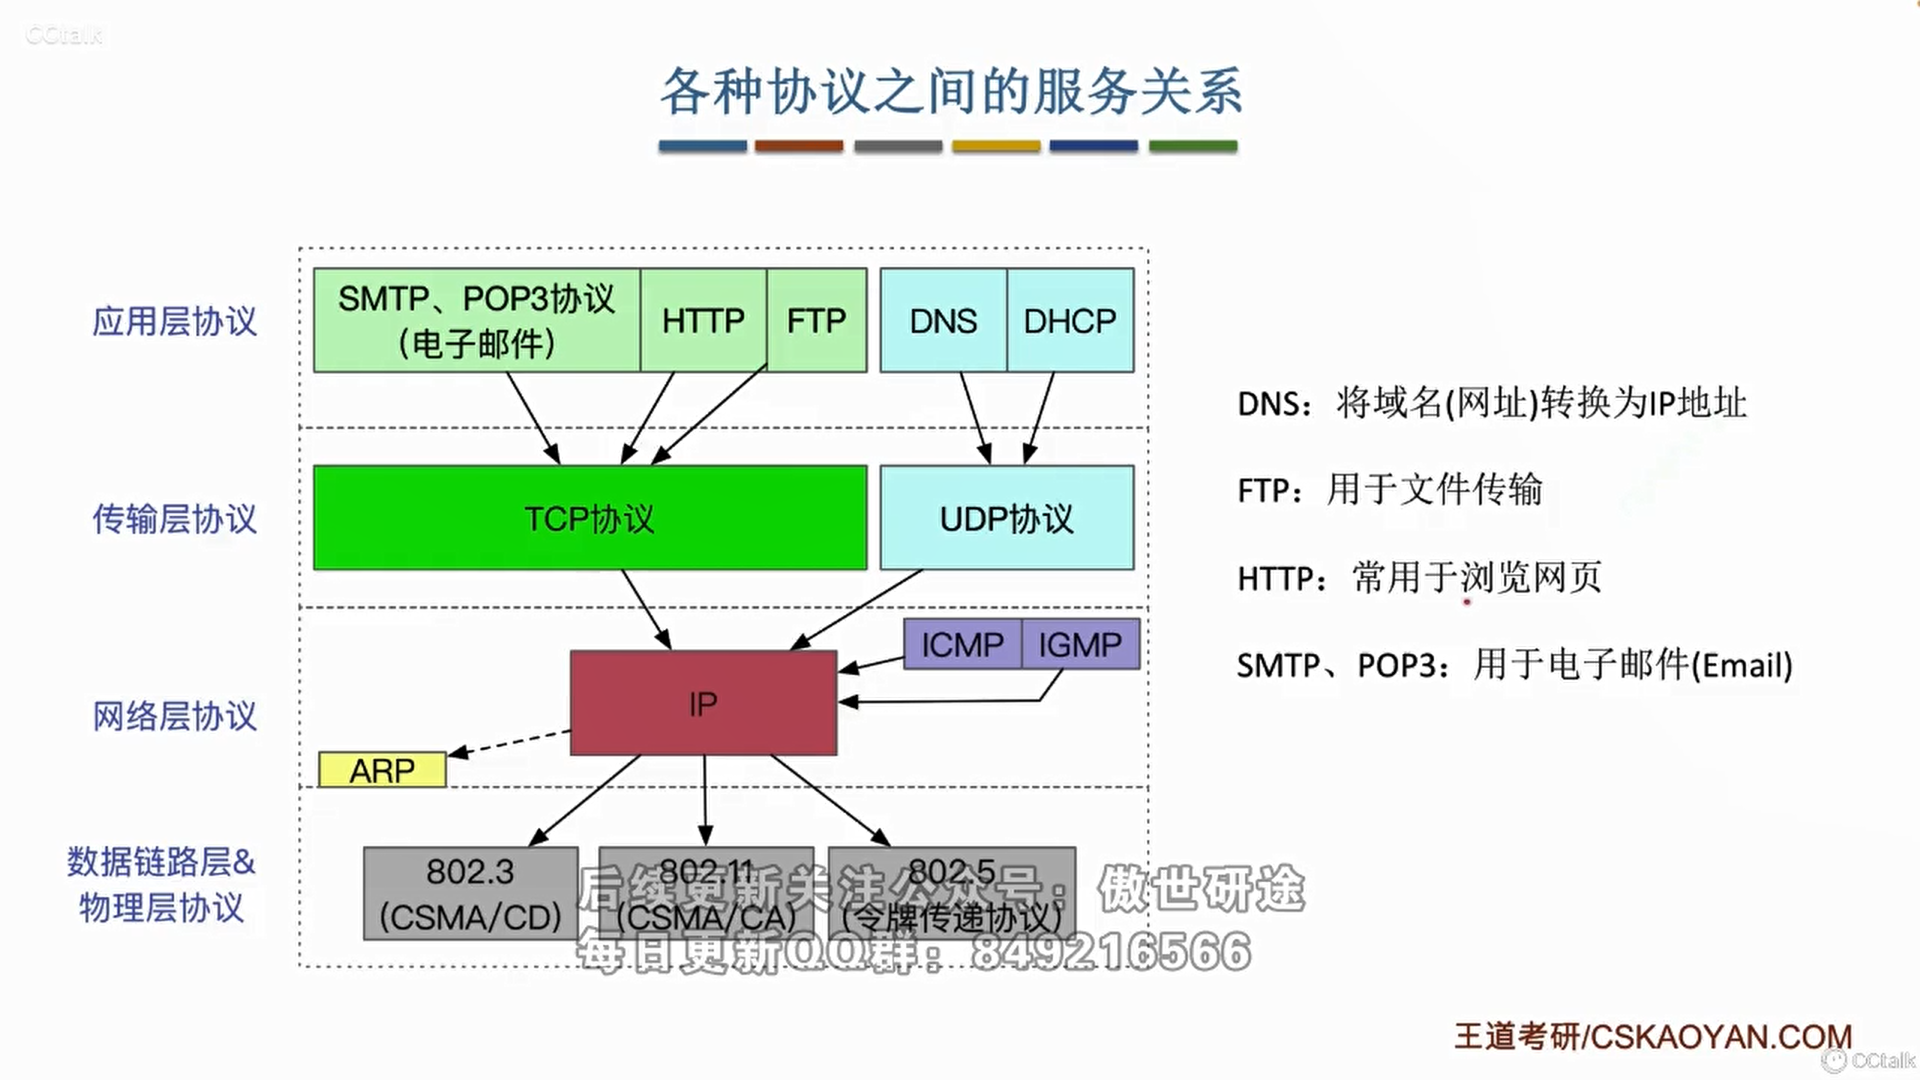 CCtalk
各种协议之间的服务关系
应用层协议
SMTP、POP3协议
(电子邮件)
HTTP
FTP
DNS
DHCP
传输层协议
TCP协议
UDP协议
网络层协议
ICMP
IGMP
IP
ARP
数据链路层&
物理层协议
802.3
(CSMA/CD)
802.11
(CSMA/CA)
802.5
(令牌传递协议)
DNS：将域名(网址)转换为IP地址
FTP：用于文件传输
HTTP：常用于浏览网页
SMTP、POP3：用于电子邮件(Email)
后续更新关注公众号：傲世研途
每日更新QQ群：849216566
王道考研/CSKAOYAN.COM
CCtalk